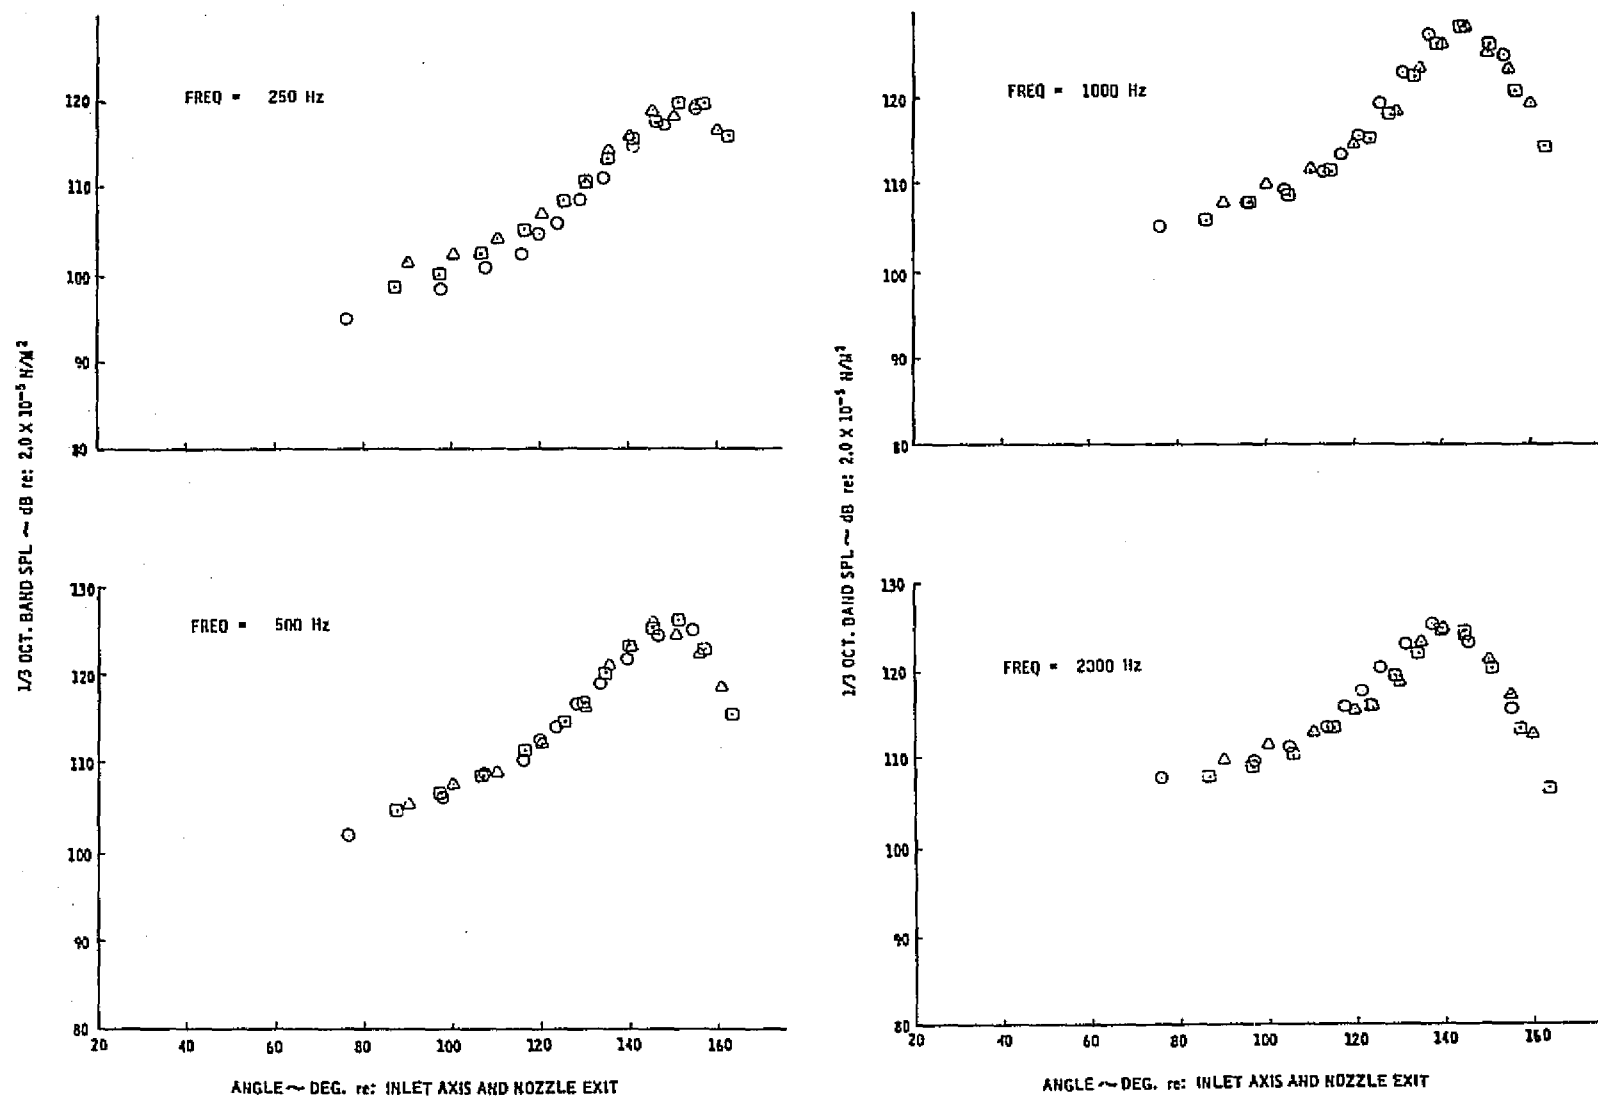 FREQ = 250 Hz
120
110
100
90
80
1/3 OCT. BAND SPL ~ dB re: 2.0 X 10⁻⁵ N/M²
FREQ = 500 Hz
130
120
110
100
90
80
20 40 60 80 100 120 140 160
ANGLE ~ DEG. re: INLET AXIS AND NOZZLE EXIT
FREQ = 1000 Hz
120
110
100
90
80
1/3 OCT. BAND SPL ~ dB re: 2.0 X 10⁻⁵ N/M²
FREQ = 2000 Hz
130
120
110
100
90
80
20 40 60 80 100 120 140 160
ANGLE ~ DEG. re: INLET AXIS AND NOZZLE EXIT